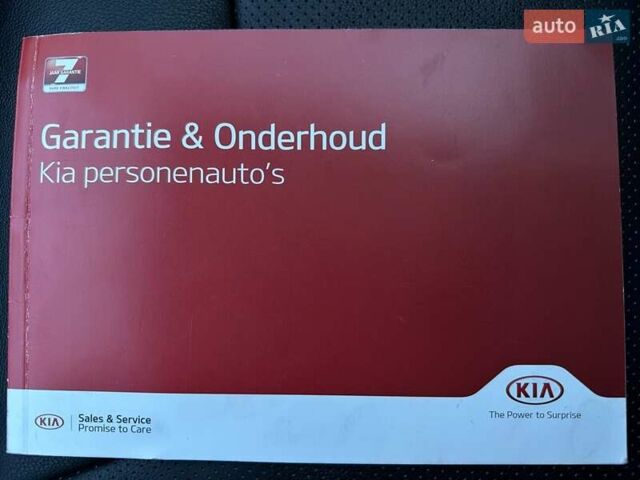 auto RIA.com
7
JAAR GARANTIE
Garantie & Onderhoud
Kia personenauto's
KIA
The Power to Surprise
KIA
Sales & Service
Promise to Care